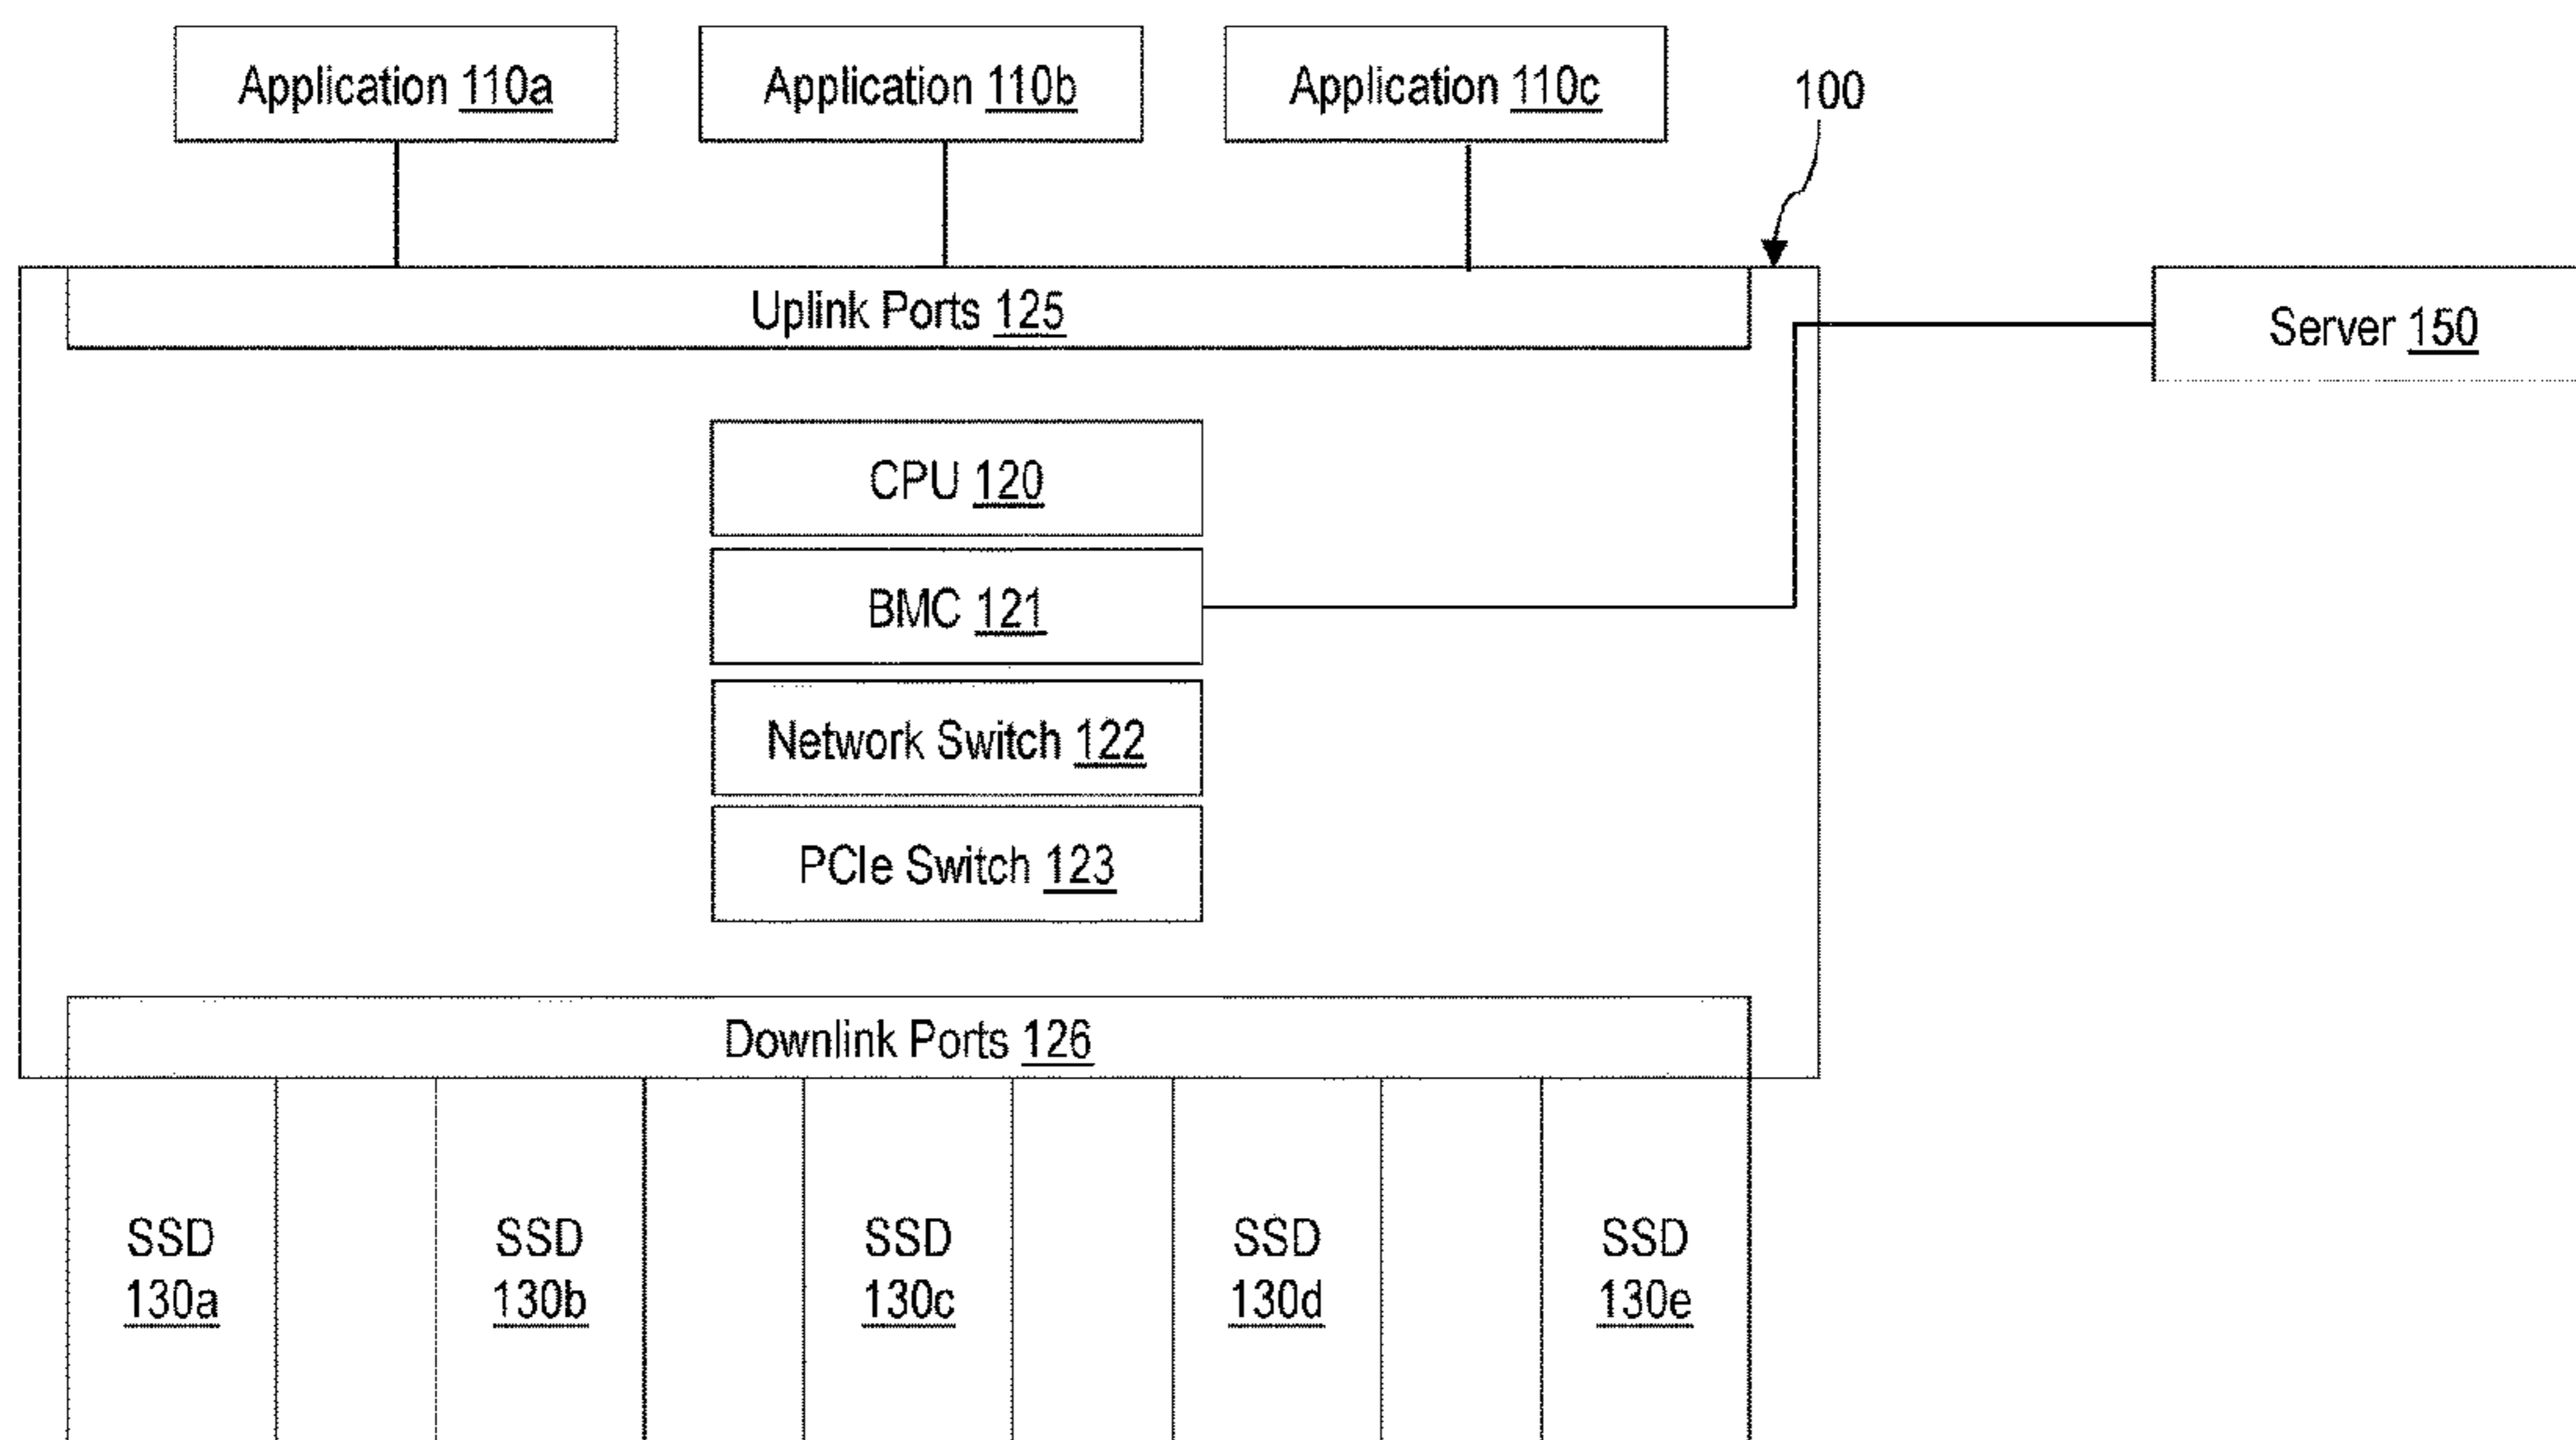 Application 110a
Application 110b
Application 110c
100
Uplink Ports 125
Server 150
CPU 120
BMC 121
Network Switch 122
PCIe Switch 123
Downlink Ports 126
SSD
130a
SSD
130b
SSD
130c
SSD
130d
SSD
130e